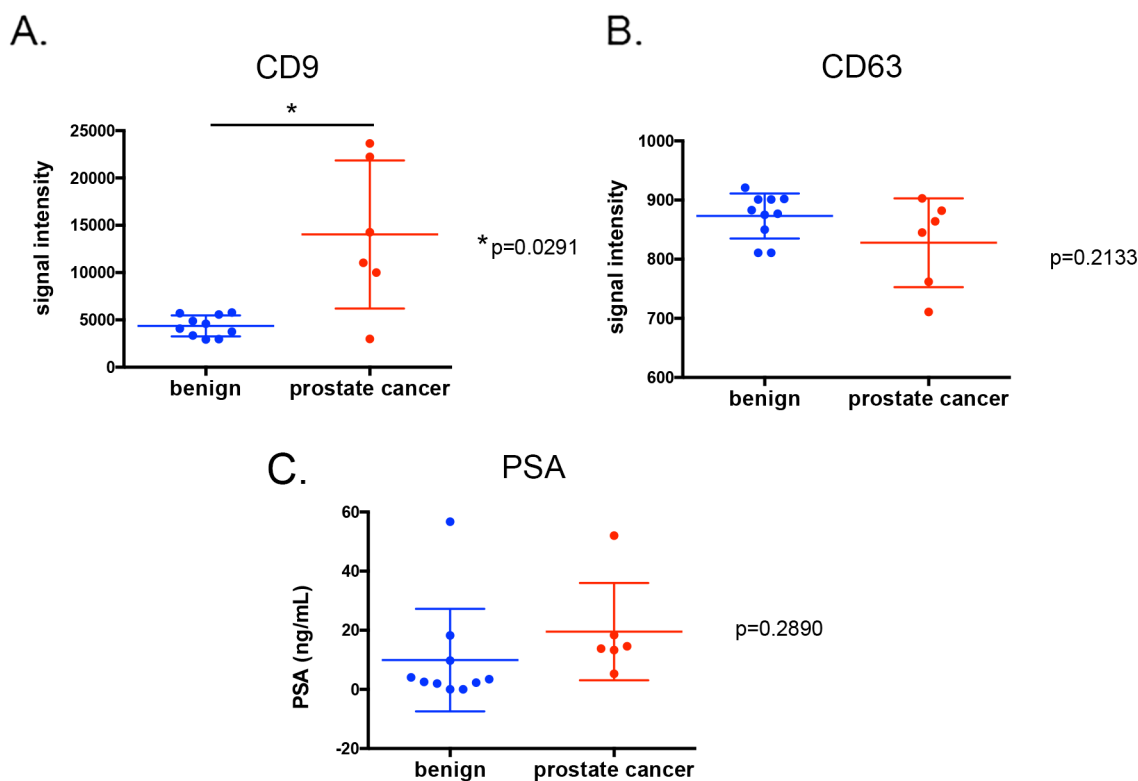 A.
CD9
*
25000
20000
15000
10000
5000
0
signal intensity
benign prostate cancer
*p=0.0291
B.
CD63
1000
900
800
700
600
signal intensity
benign prostate cancer
p=0.2133
C.
PSA
60
40
20
0
-20
PSA (ng/mL)
benign prostate cancer
p=0.2890